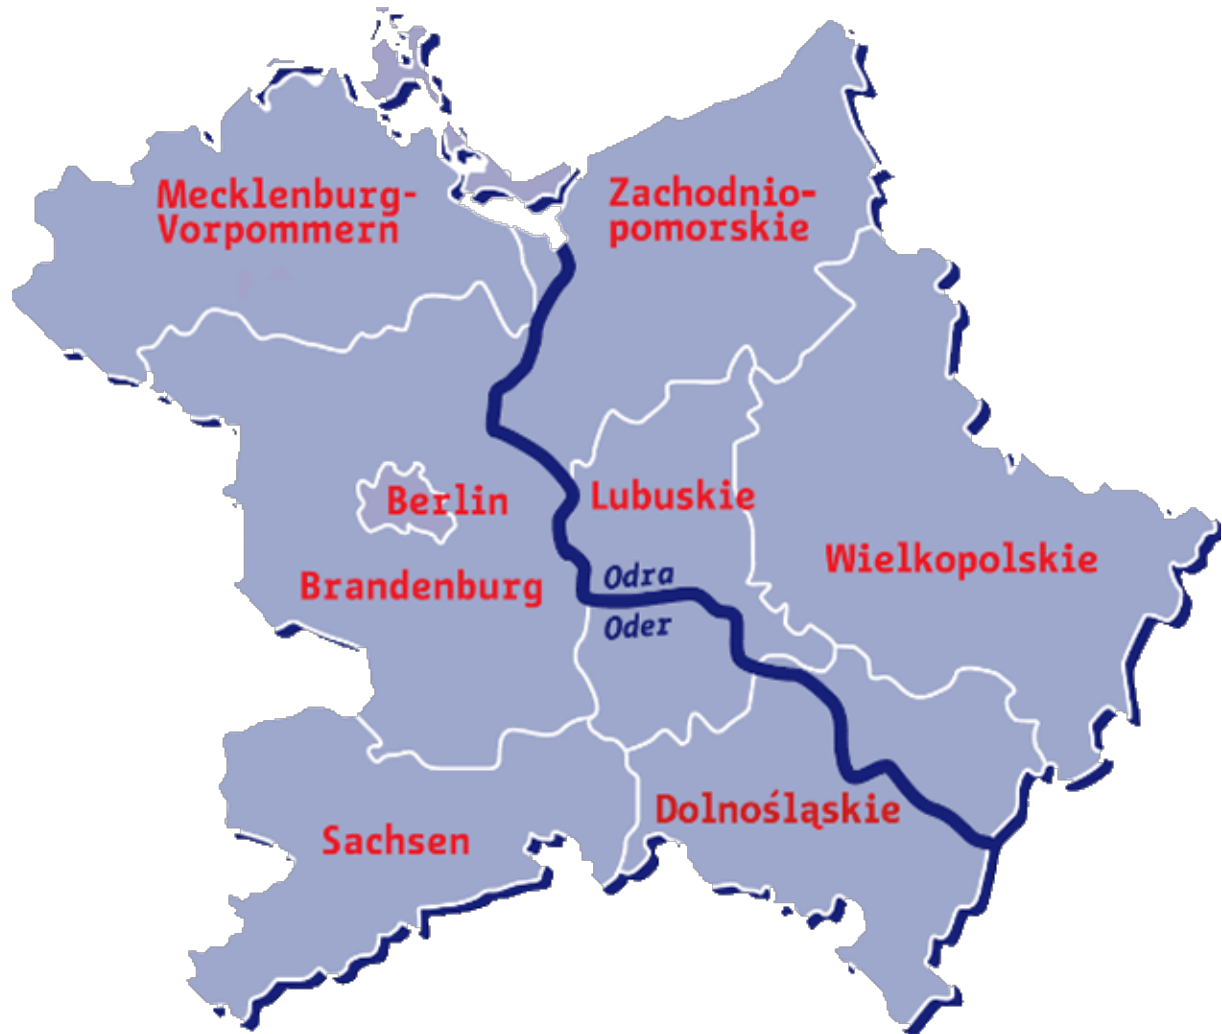 Mecklenburg-
Vorpommern
Zachodnio-
pomorskie
Berlin
Lubuskie
Wielkopolskie
Brandenburg
Odra
Oder
Dolnośląskie
Sachsen